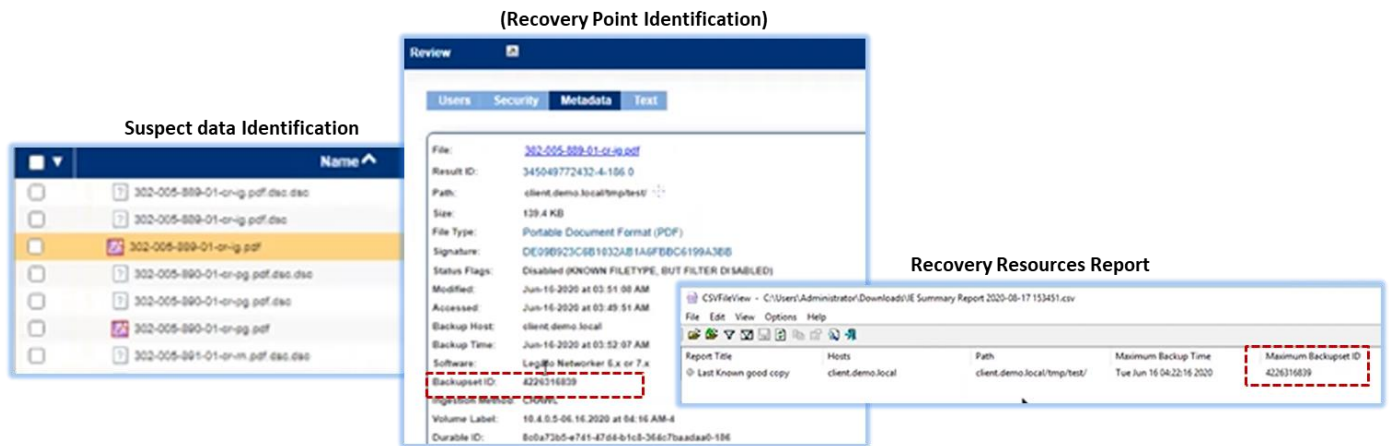 (Recovery Point Identification)
Suspect data Identification
Name
302-005-889-01-cr-ig.pdf.dsc.dsc
302-005-889-01-cr-ig.pdf.dsc
302-005-889-01-cr-ig.pdf
302-005-890-01-cr-pg.pdf.dsc.dsc
302-005-890-01-cr-pg.pdf.dsc
302-005-890-01-cr-pg.pdf
302-005-891-01-cr-m.pdf.dsc.dsc
Review
Users Security Metadata Text
File: 302-005-889-01-cr-ig.pdf
Result ID: 345049772432-4-186.0
Path: client.demo.local/tmp/test/
Size: 139.4 KB
File Type: Portable Document Format (PDF)
Signature: DE09B923C6B1032AB1A6FBBC6199A3BB
Status Flags: Disabled (KNOWN FILETYPE, BUT FILTER DISABLED)
Modified: Jun-16-2020 at 03:51:08 AM
Accessed: Jun-16-2020 at 03:49:51 AM
Backup Host: client.demo.local
Backup Time: Jun-16-2020 at 03:52:07 AM
Software: Legato Networker 6.x or 7.x
Backupset ID: 4226316839
Ingestion Method: CRAWL
Volume Label: 10.4.0.5-06.16.2020 at 04:16 AM-4
Durable ID: 8c0a73b5-e741-47d4-b1c8-364c7baadaa0-186
Recovery Resources Report
CSVFileView - C:\Users\Administrator\Downloads\IE Summary Report 2020-08-17 153451.csv
File Edit View Options Help
Report Title Hosts Path Maximum Backup Time Maximum Backupset ID
Last Known good copy client.demo.local client.demo.local/tmp/test/ Tue Jun 16 04:22:16 2020 4226316839